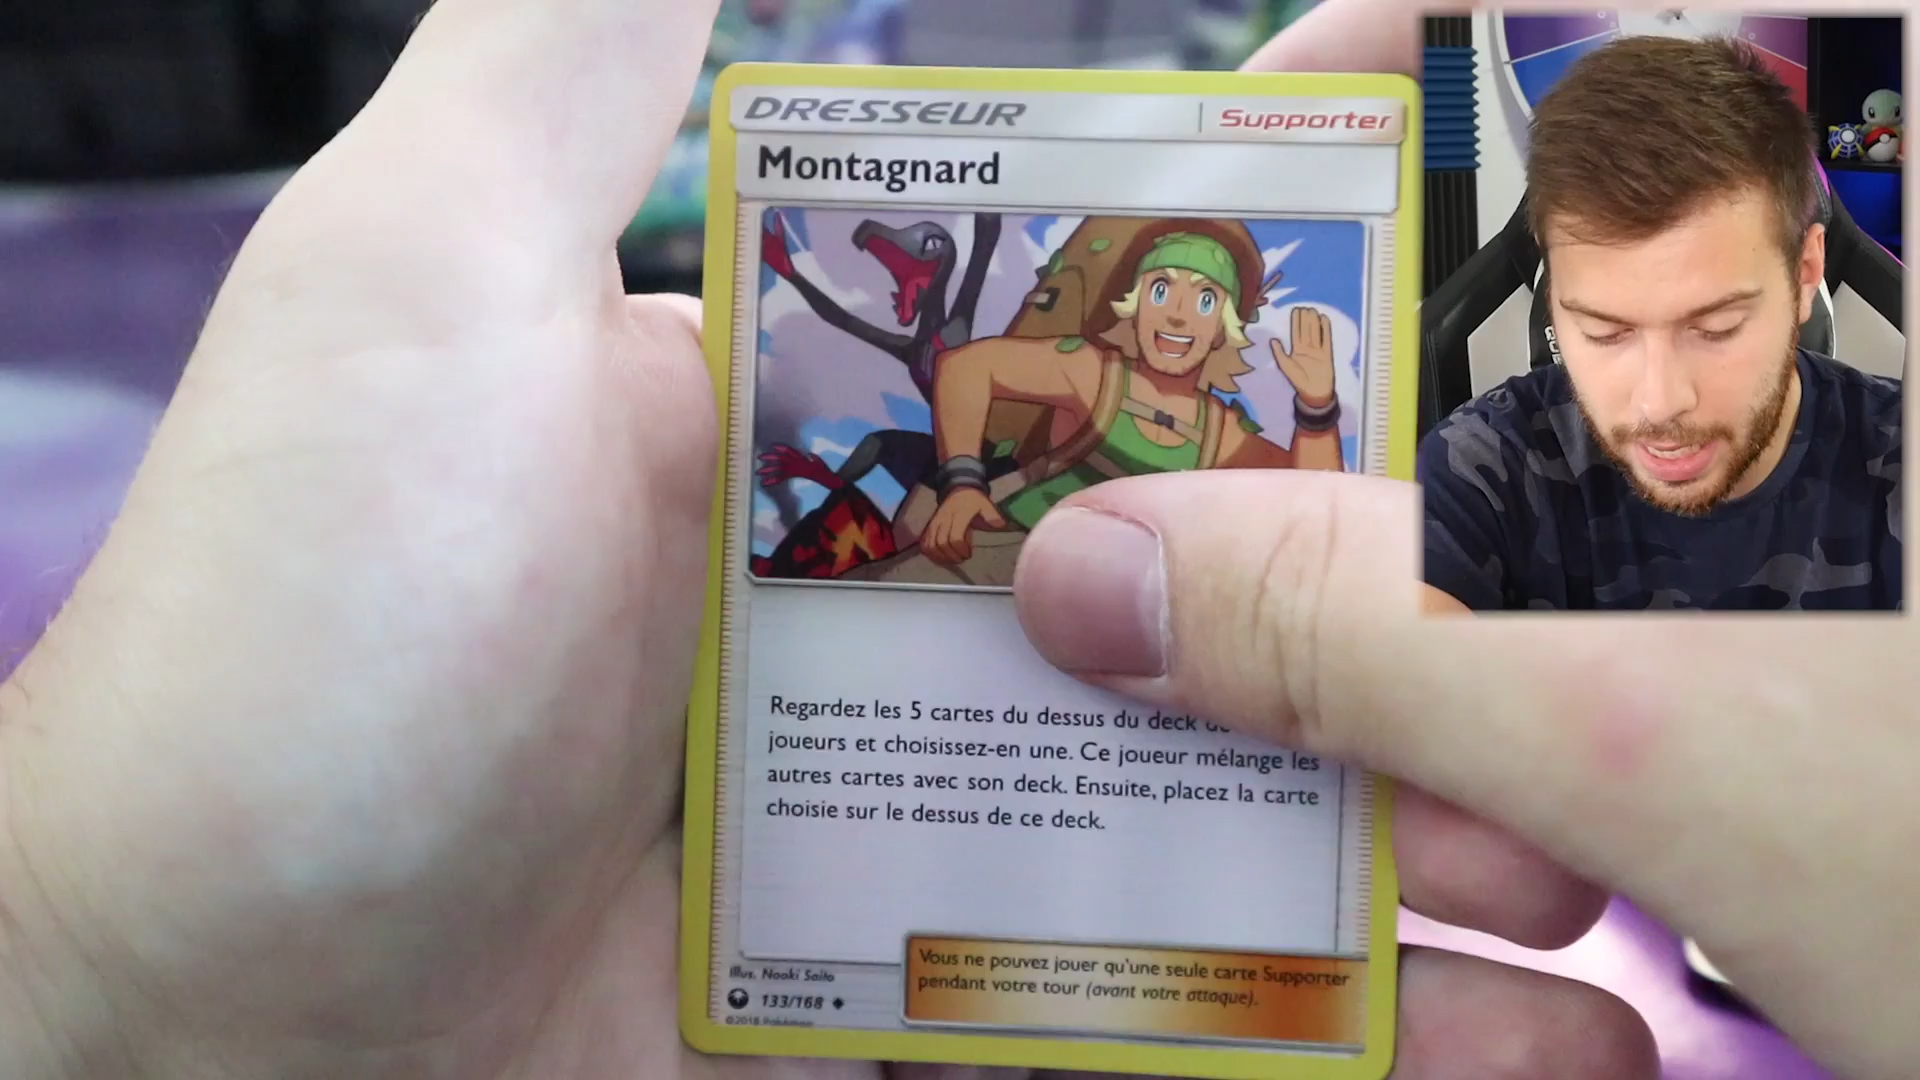 DRESSEUR
Supporter
Montagnard
Regardez les 5 cartes du dessus du deck
joueurs et choisissez-en une. Ce joueur mélange les
autres cartes avec son deck. Ensuite, placez la carte
choisie sur le dessus de ce deck.
Vous ne pouvez jouer qu'une seule carte Supporter
pendant votre tour (avant votre attaque).
Illus. Naoki Saito
133/168
©2018 Pokémon